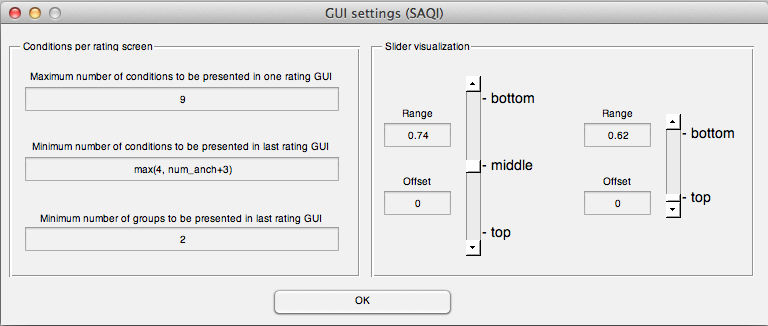 GUI settings (SAQI)
Conditions per rating screen
Maximum number of conditions to be presented in one rating GUI
9
Minimum number of conditions to be presented in last rating GUI
max(4, num_anch+3)
Minimum number of groups to be presented in last rating GUI
2
Slider visualization
Range
0.74
Offset
0
- bottom
- middle
- top
Range
0.62
Offset
0
- bottom
- top
OK